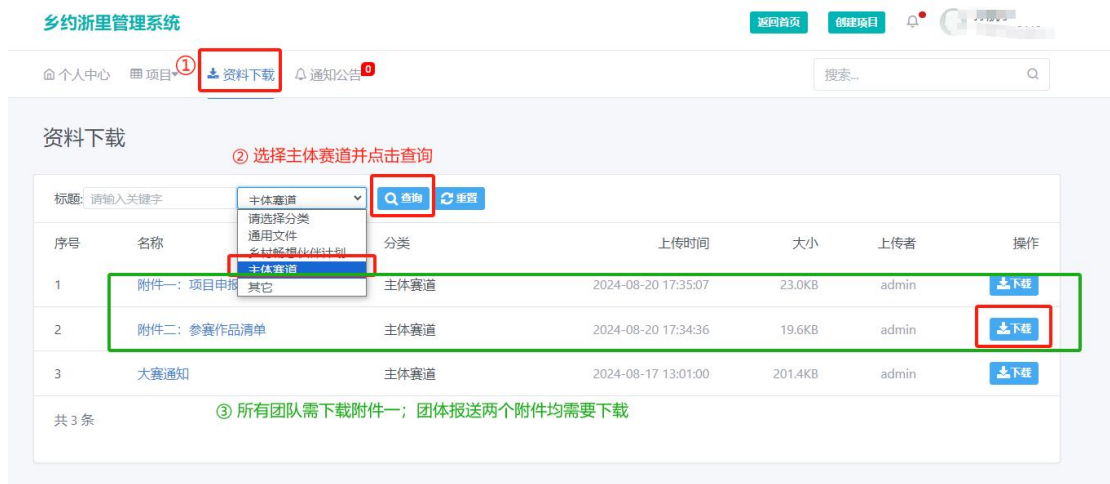 乡约浙里管理系统 返回首页 创建项目
个人中心 项目 ① 资料下载 通知公告 0 搜索...
资料下载
② 选择主体赛道并点击查询
标题: 请输入关键字 主体赛道 查询 重置
请选择分类
通用文件
乡村畅想伙伴计划
主体赛道
其它
序号 名称 分类 上传时间 大小 上传者 操作
1 附件一：项目申报 主体赛道 2024-08-20 17:35:07 23.0KB admin 下载
2 附件二：参赛作品清单 主体赛道 2024-08-20 17:34:36 19.6KB admin 下载
3 大赛通知 主体赛道 2024-08-17 13:01:00 201.4KB admin 下载
③ 所有团队需下载附件一；团体报送两个附件均需要下载
共 3 条